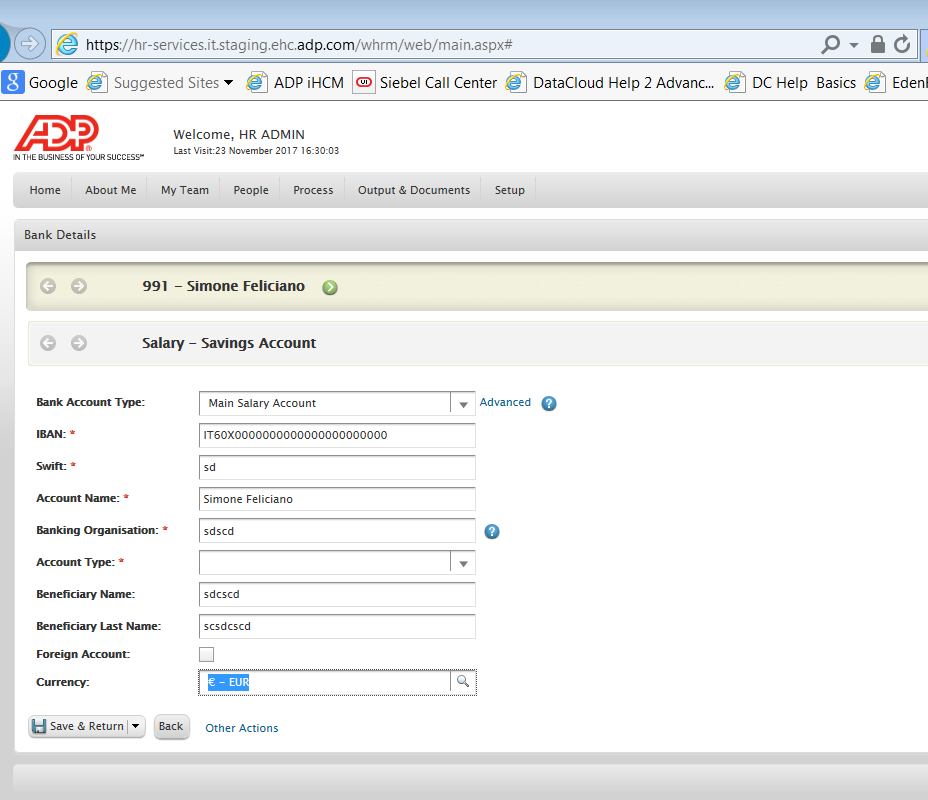 https://hr-services.it.staging.ehc.adp.com/whrm/web/main.aspx#
Google Suggested Sites ADP iHCM Siebel Call Center DataCloud Help 2 Advanc... DC Help Basics
ADP
IN THE BUSINESS OF YOUR SUCCESS
Welcome, HR ADMIN
Last Visit:23 November 2017 16:30:03
Home About Me My Team People Process Output & Documents Setup
Bank Details
991 - Simone Feliciano
Salary - Savings Account
Bank Account Type: Main Salary Account Advanced
IBAN: * IT60X0000000000000000000000
Swift: * sd
Account Name: * Simone Feliciano
Banking Organisation: * sdscd
Account Type: *
Beneficiary Name: sdcscd
Beneficiary Last Name: scsdcscd
Foreign Account:
Currency: € - EUR
Save & Return Back Other Actions